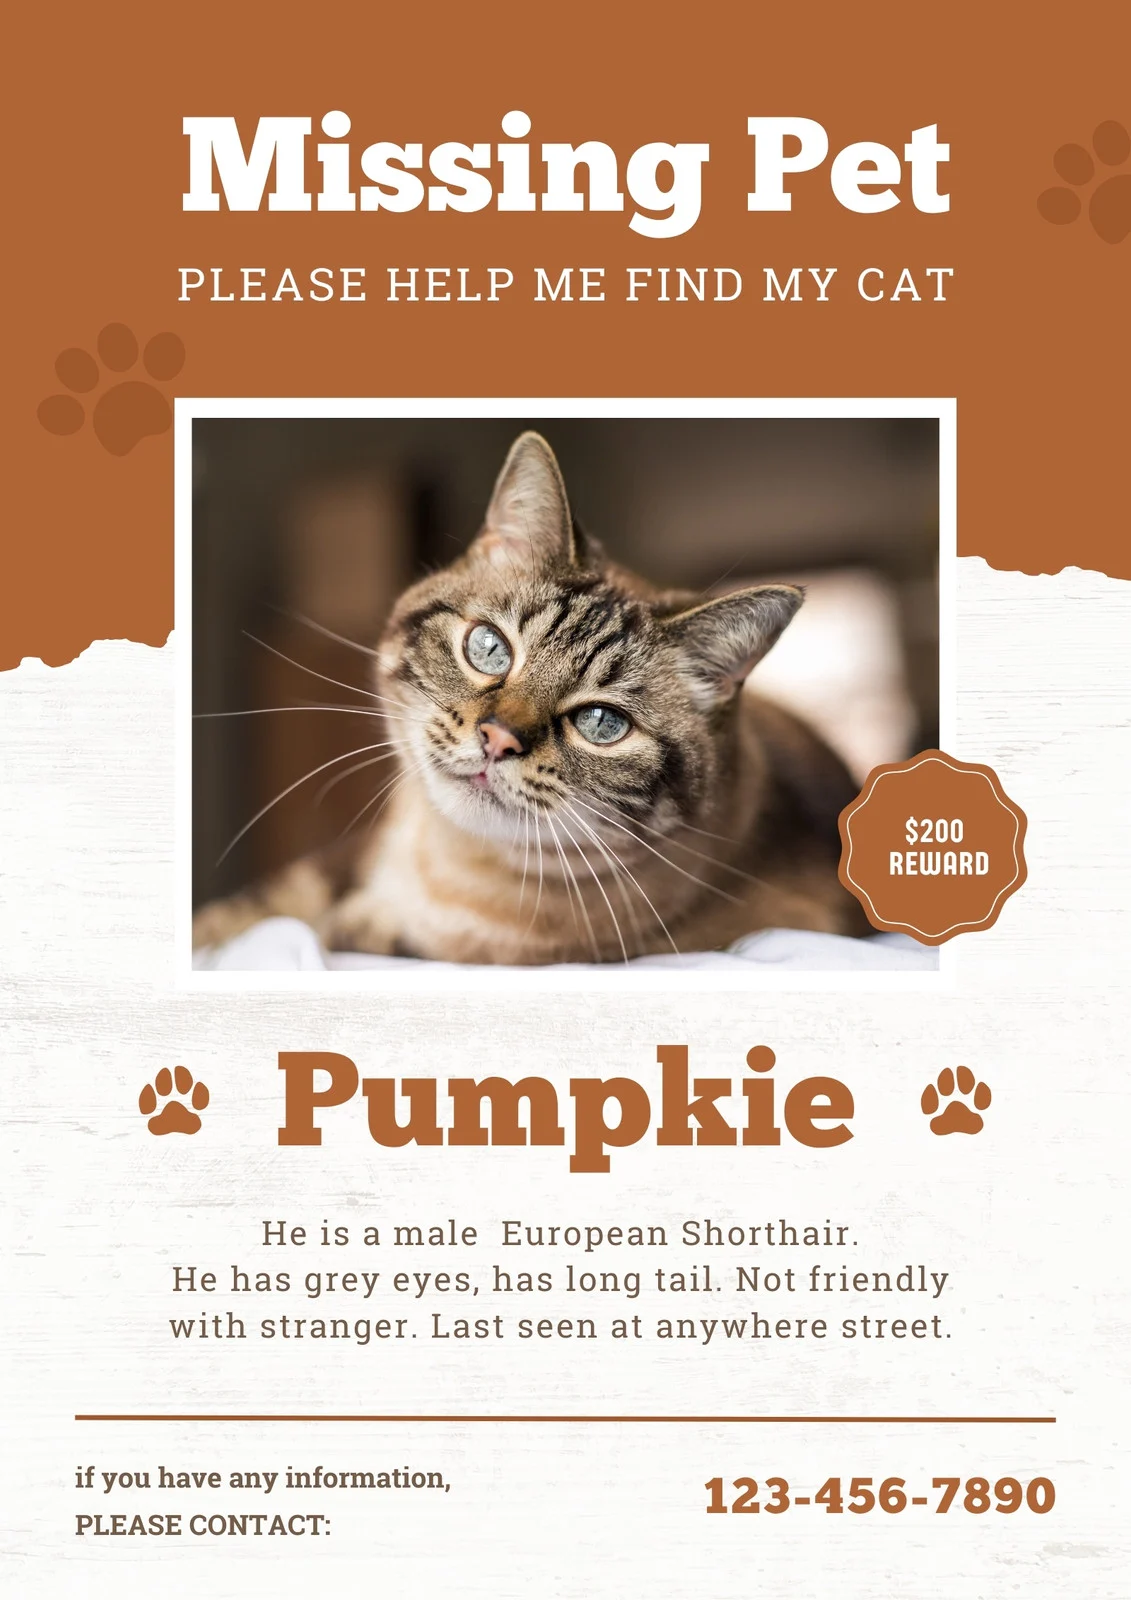 Missing Pet
PLEASE HELP ME FIND MY CAT
$200
REWARD
Pumpkie
He is a male  European Shorthair.
He has grey eyes, has long tail. Not friendly
with stranger. Last seen at anywhere street.
if you have any information,
PLEASE CONTACT:
123-456-7890